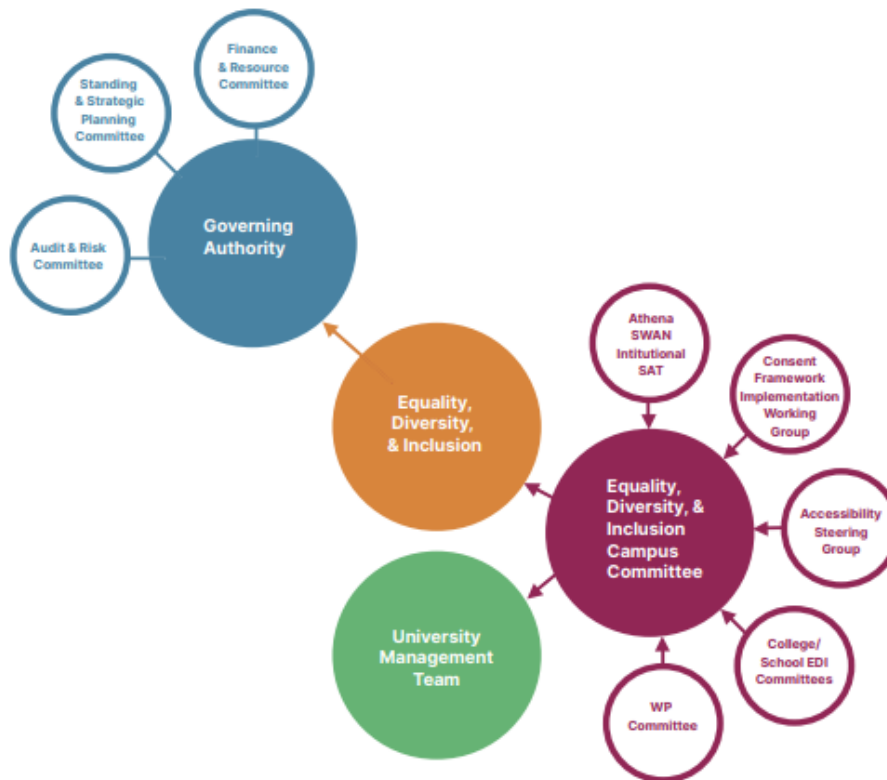 Finance
& Resource
Committee
Standing
& Strategic
Planning
Committee
Audit & Risk
Committee
Governing
Authority
Equality,
Diversity,
& Inclusion
Athena
SWAN
Intitutional
SAT
Consent
Framework
Implementation
Working
Group
Equality,
Diversity, &
Inclusion
Campus
Committee
Accessibility
Steering
Group
University
Management
Team
College/
School EDI
Committees
WP
Committee